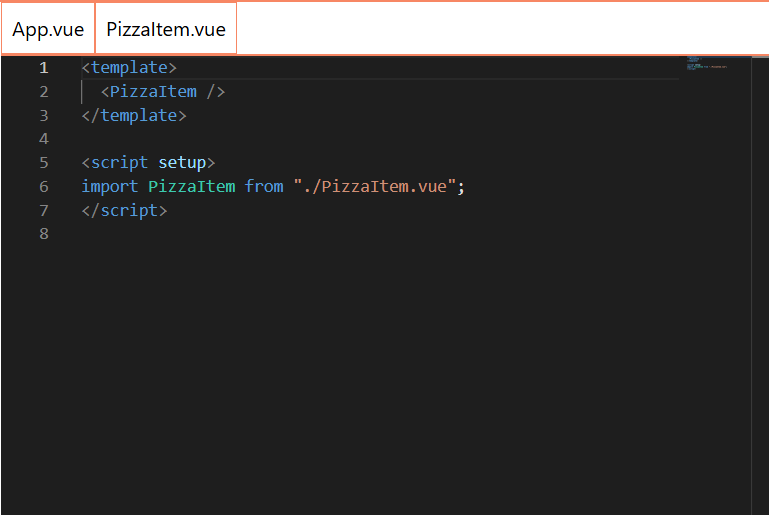 App.vue PizzaItem.vue
1 <template>
2   <PizzaItem />
3 </template>
4
5 <script setup>
6 import PizzaItem from "./PizzaItem.vue";
7 </script>
8